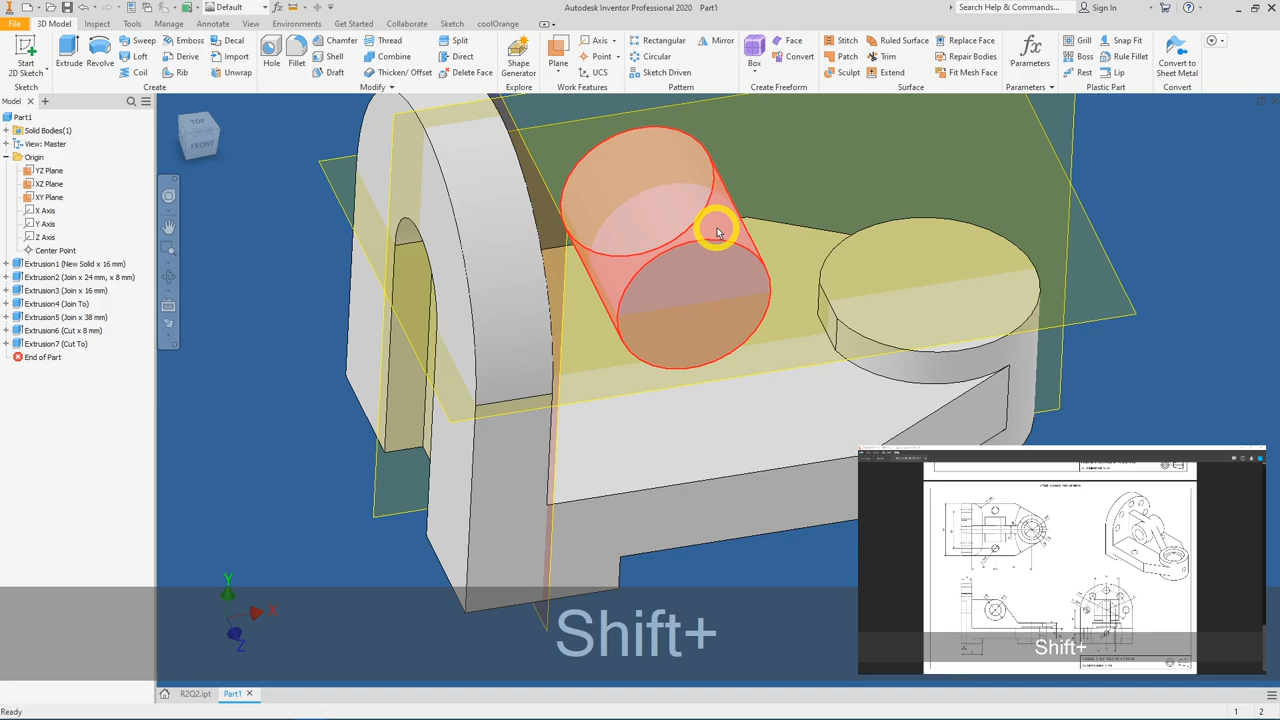 Default
Autodesk Inventor Professional 2020 Part1
Search Help & Commands...
Sign In
File 3D Model Inspect Tools Manage Annotate View Environments Get Started Collaborate Sketch coolOrange
Start
2D Sketch
Sketch
Extrude
Revolve
Sweep
Loft
Coil
Emboss
Derive
Rib
Decal
Import
Unwrap
Create
Hole
Fillet
Chamfer
Shell
Draft
Thread
Combine
Thicken/ Offset
Split
Direct
Delete Face
Modify
Shape
Generator
Explore
Plane
Axis
Point
UCS
Work Features
Rectangular
Circular
Sketch Driven
Mirror
Pattern
Box
Face
Convert
Create Freeform
Stitch
Patch
Sculpt
Ruled Surface
Trim
Extend
Replace Face
Repair Bodies
Fit Mesh Face
Surface
Parameters
Parameters
Grill
Boss
Rest
Snap Fit
Rule Fillet
Lip
Plastic Part
Convert to
Sheet Metal
Convert
Model
Part1
Solid Bodies(1)
View: Master
Origin
YZ Plane
XZ Plane
XY Plane
X Axis
Y Axis
Z Axis
Center Point
Extrusion1 (New Solid x 16 mm)
Extrusion2 (Join x 24 mm, x 8 mm)
Extrusion3 (Join x 16 mm)
Extrusion4 (Join To)
Extrusion5 (Join x 38 mm)
Extrusion6 (Cut x 8 mm)
Extrusion7 (Cut To)
End of Part
TOP
FRONT
Y
X
Z
Shift+
Shift+
R2Q2.ipt Part1
Ready
1 2